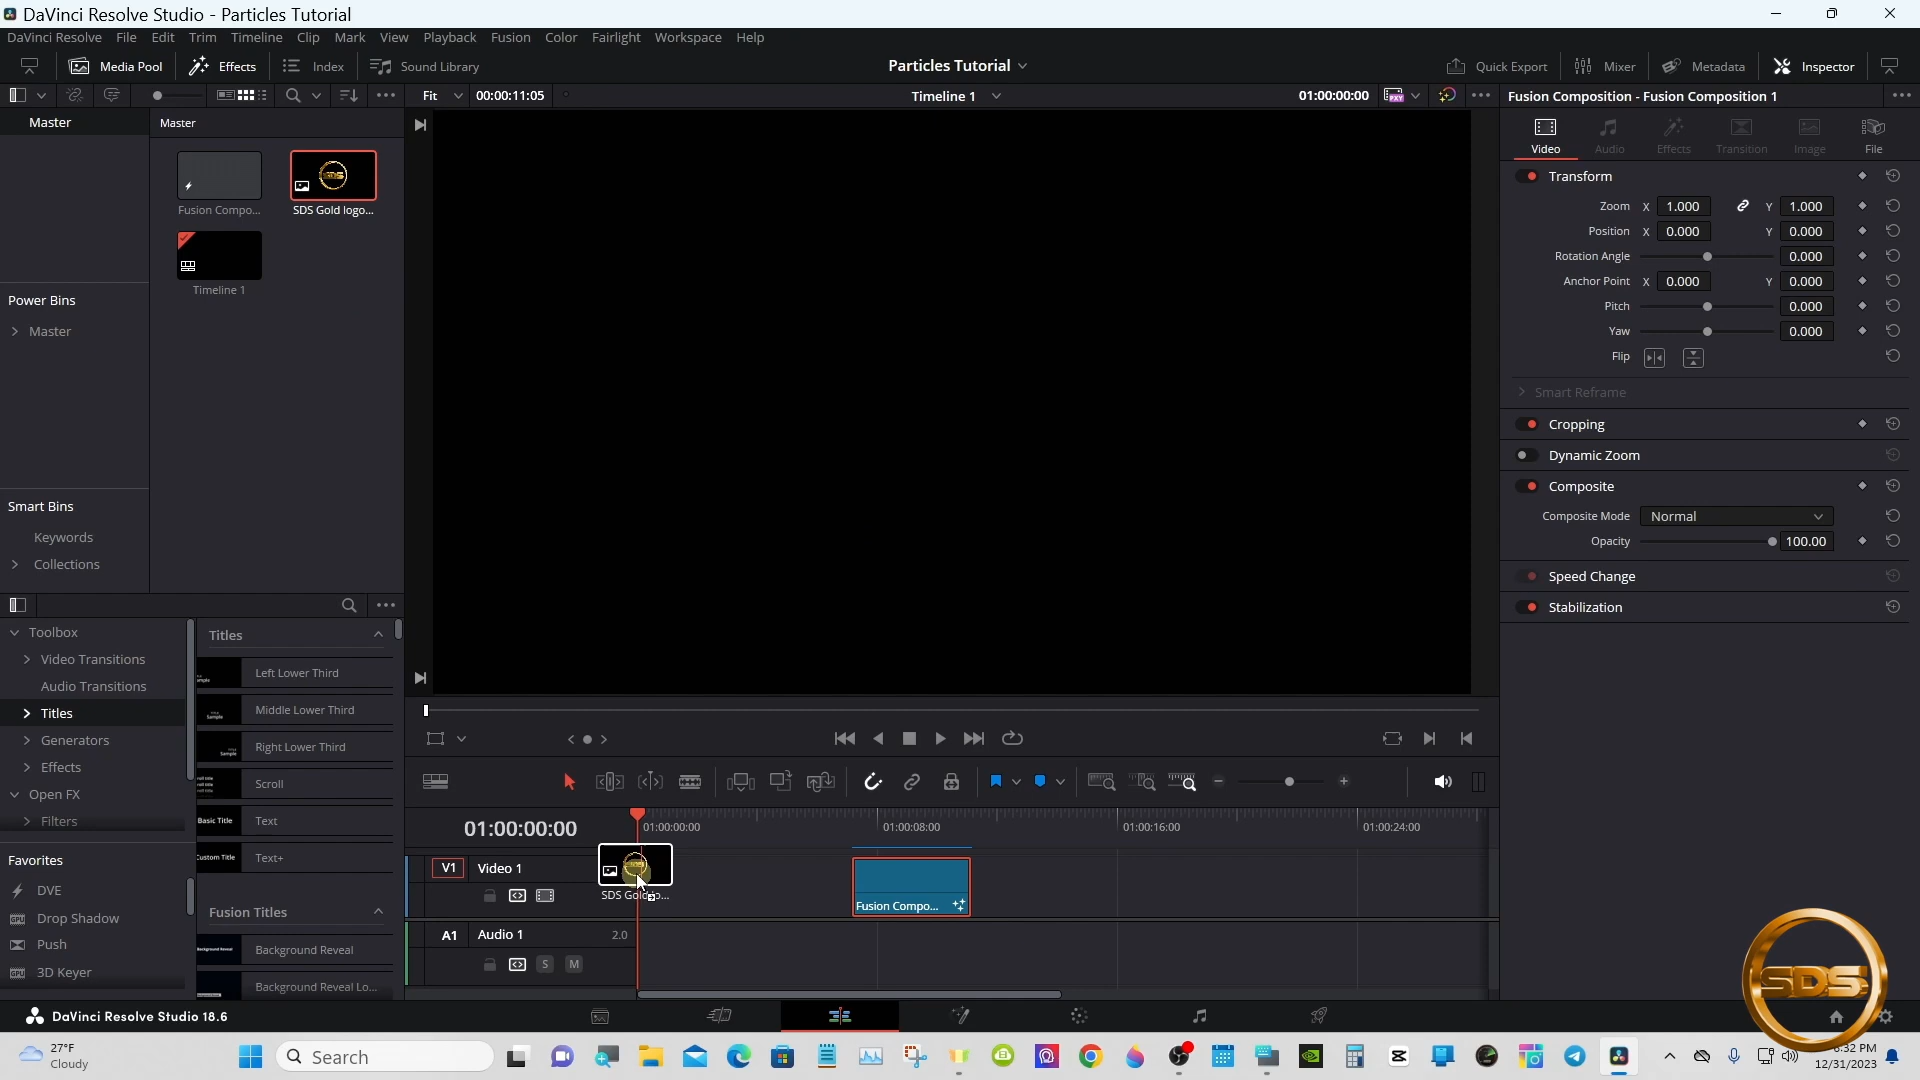 DaVinci Resolve Studio - Particles Tutorial
DaVinci Resolve File Edit Trim Timeline Clip Mark View Playback Fusion Color Fairlight Workspace Help
Media Pool Effects Index Sound Library Particles Tutorial Quick Export Mixer Metadata Inspector
Fit 00:00:11:05 Timeline 1 01:00:00:00 Fusion Composition - Fusion Composition 1
Master Master
Fusion Compo... SDS Gold logo...
Timeline 1
Power Bins
Master
Smart Bins
Keywords
Collections
Video Audio Effects Transition Image File
Transform
Zoom X 1.000 Y 1.000
Position X 0.000 Y 0.000
Rotation Angle 0.000
Anchor Point X 0.000 Y 0.000
Pitch 0.000
Yaw 0.000
Flip
Smart Reframe
Cropping
Dynamic Zoom
Composite
Composite Mode Normal
Opacity 100.00
Speed Change
Stabilization
Toolbox
Video Transitions
Audio Transitions
Titles
Generators
Effects
Open FX
Filters
Favorites
DVE
Drop Shadow
Push
3D Keyer
Titles
Left Lower Third
Middle Lower Third
Right Lower Third
Scroll
Basic Title Text
Custom Title Text+
Fusion Titles
Background Reveal
Background Reveal Lo...
01:00:00:00 01:00:00:00 01:00:08:00 01:00:16:00 01:00:24:00
V1 Video 1
Fusion Compo...
A1 Audio 1 2.0
S M
SDS
DaVinci Resolve Studio 18.6
27°F
Cloudy
Search
12/31/2023